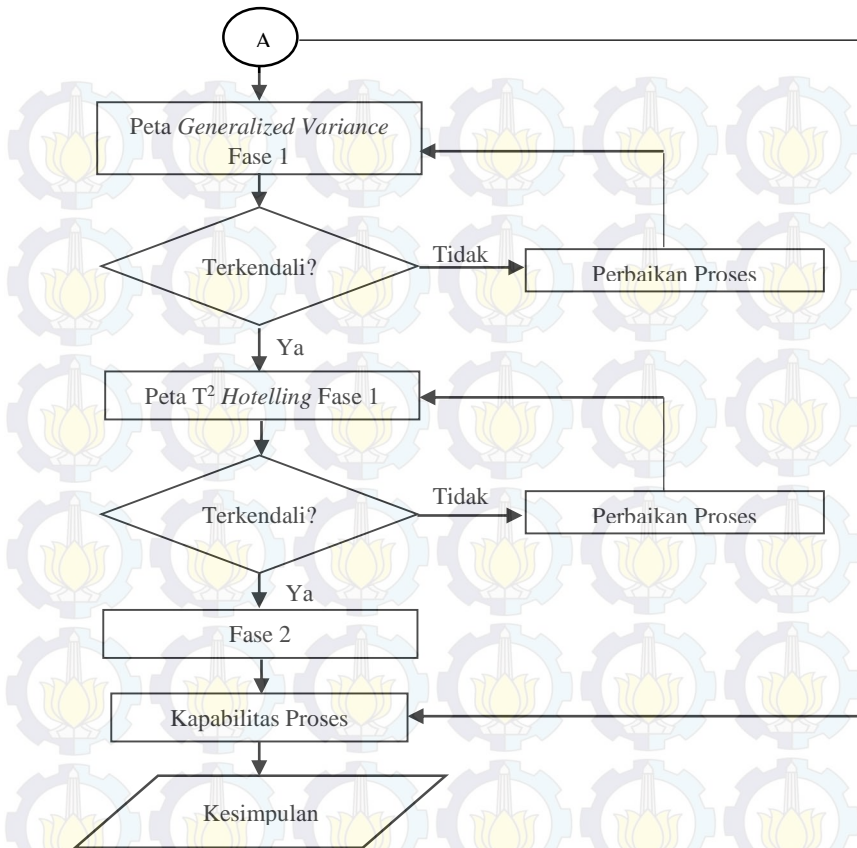 A
Peta Generalized Variance
Fase 1
Terkendali?
Tidak
Perbaikan Proses
Ya
Peta T² Hotelling Fase 1
Terkendali?
Tidak
Perbaikan Proses
Ya
Fase 2
Kapabilitas Proses
Kesimpulan